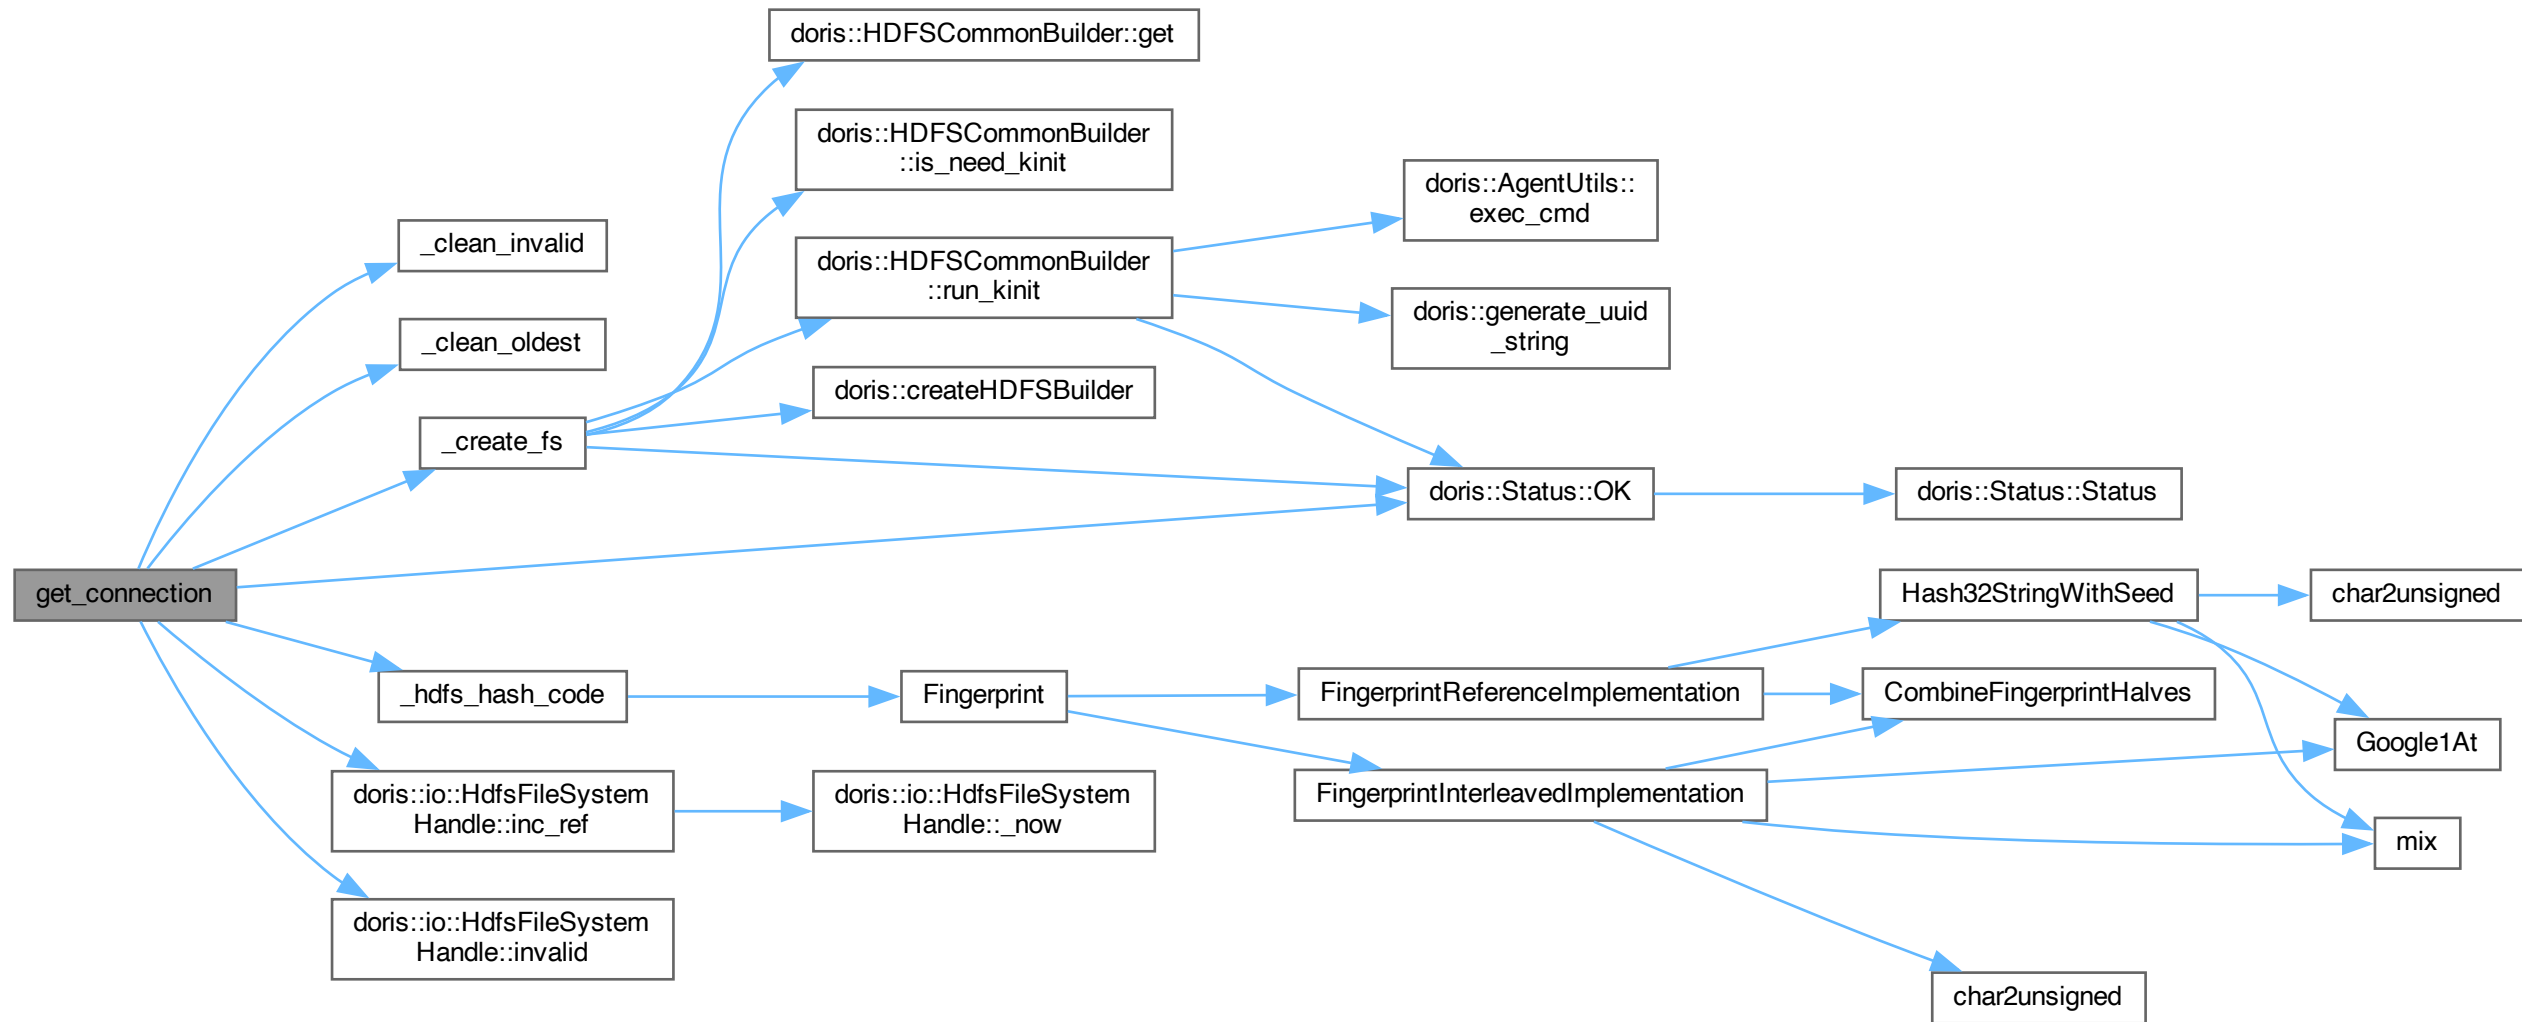 doris::HDFSCommonBuilder::get
doris::HDFSCommonBuilder
::is_need_kinit
doris::AgentUtils::
exec_cmd
_clean_invalid
doris::HDFSCommonBuilder
::run_kinit
doris::generate_uuid
_string
_clean_oldest
doris::createHDFSBuilder
_create_fs
doris::Status::OK
doris::Status::Status
get_connection
Hash32StringWithSeed
char2unsigned
_hdfs_hash_code
Fingerprint
FingerprintReferenceImplementation
CombineFingerprintHalves
Google1At
doris::io::HdfsFileSystem
Handle::inc_ref
doris::io::HdfsFileSystem
Handle::_now
FingerprintInterleavedImplementation
mix
doris::io::HdfsFileSystem
Handle::invalid
char2unsigned